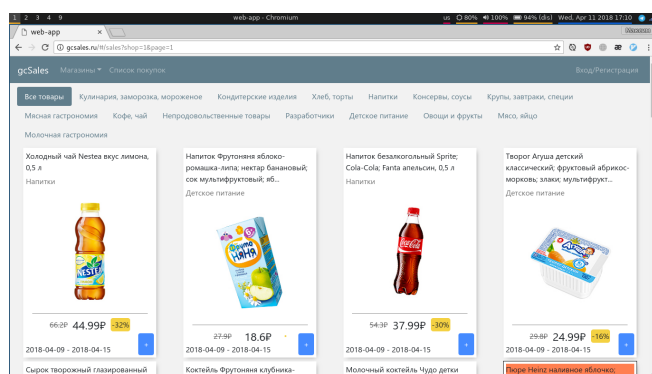 1 2 3 4 9 web-app - Chromium us 80% 100% 94% (dis) Wed, Apr 11 2018 17:10
web-app
gcsales.ru/#/sales?shop=1&page=1
gcSales Магазины Список покупок Вход/Регистрация
Все товары Кулинария, заморозка, мороженое Кондитерские изделия Хлеб, торты Напитки Консервы, соусы Крупы, завтраки, специи
Мясная гастрономия Кофе, чай Непродовольственные товары Разработчики Детское питание Овощи и фрукты Мясо, яйцо
Молочная гастрономия
Холодный чай Nestea вкус лимона,
0,5 л
Напитки
NESTEA
66.2₽ 44.99₽ -32%
2018-04-09 - 2018-04-15 +
Напиток Фрутоняня яблоко-
ромашка-липа; нектар банановый;
сок мультифруктовый; яб...
Детское питание
ФРУТО
НЯНЯ
27.9₽ 18.6₽
2018-04-09 - 2018-04-15 +
Напиток безалкогольный Sprite;
Cola-Cola; Fanta апельсин, 0,5 л
Напитки
Coca-Cola
54.3₽ 37.99₽ -30%
2018-04-09 - 2018-04-15 +
Творог Агуша детский
классический; фруктовый абрикос-
морковь; злаки; мультифрукт...
Детское питание
29.8₽ 24.99₽ -16%
2018-04-09 - 2018-04-15 +
Сырок творожный глазированный
Коктейль Фрутоняня клубника-
Молочный коктейль Чудо детки
Пюре Heinz наливное яблочко;